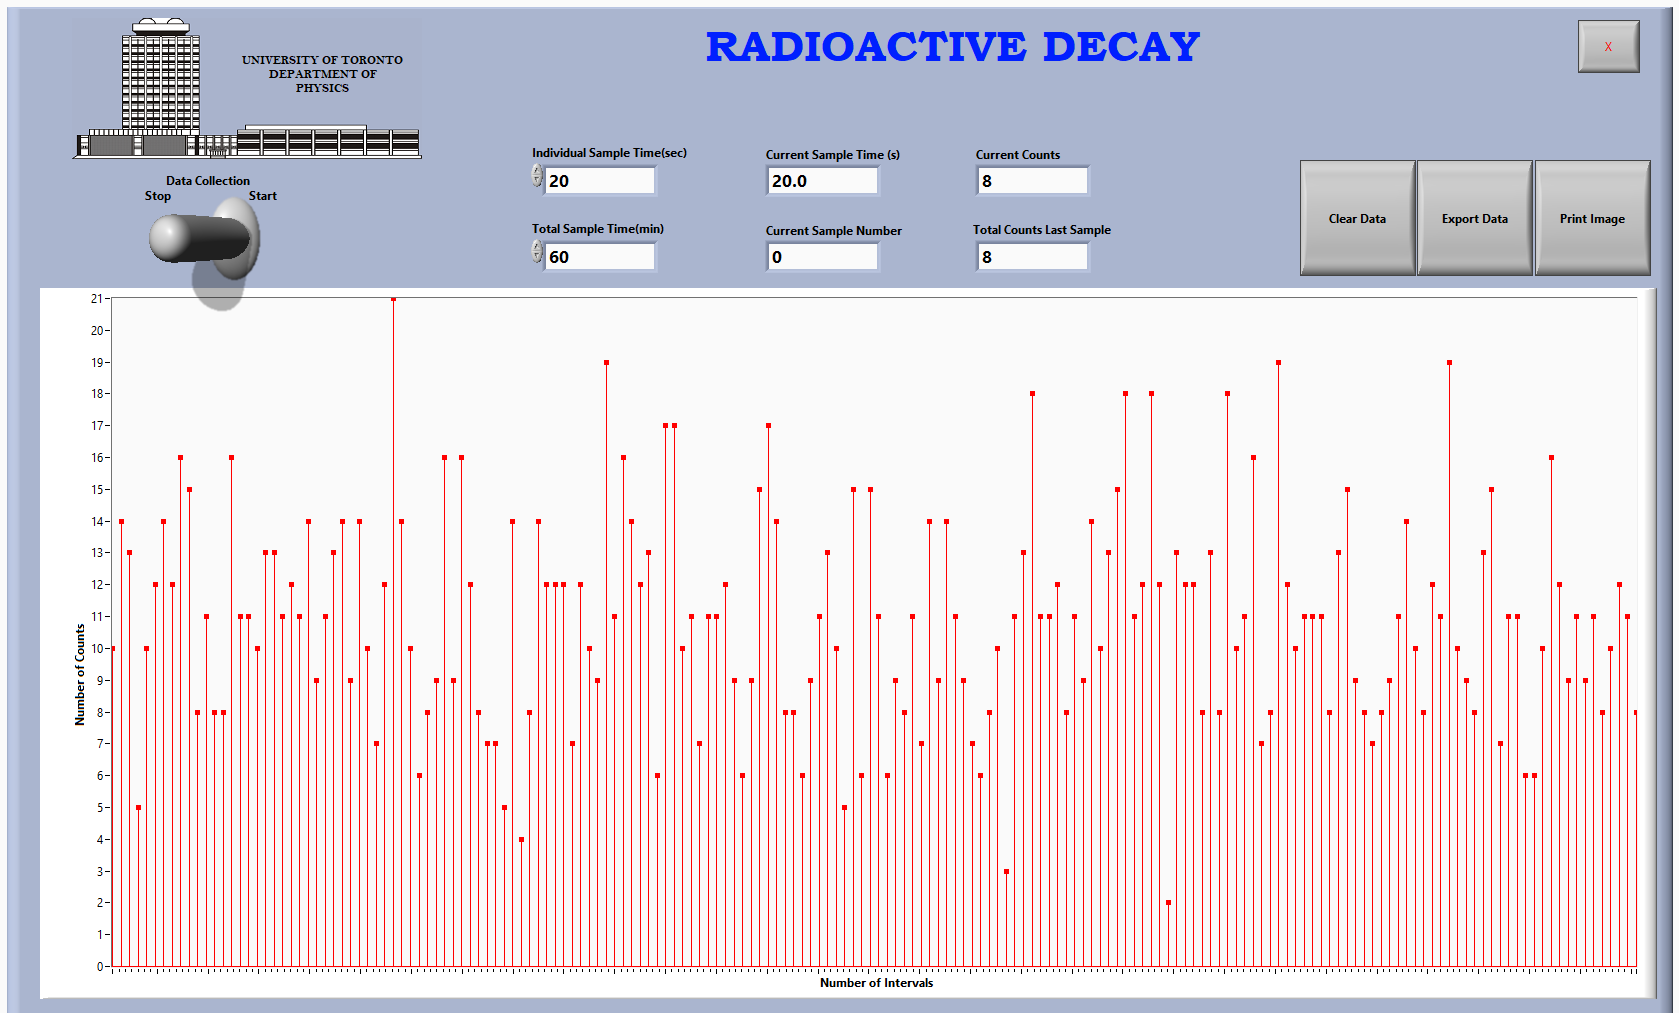 RADIOACTIVE DECAY
X
UNIVERSITY OF TORONTO
DEPARTMENT OF
PHYSICS
Data Collection
Stop
Start
Individual Sample Time(sec)
20
Current Sample Time (s)
20.0
Current Counts
8
Total Sample Time(min)
60
Current Sample Number
0
Total Counts Last Sample
8
Clear Data
Export Data
Print Image
21
20
19
18
17
16
15
14
13
12
11
10
9
8
7
6
5
4
3
2
1
0
Number of Counts
Number of Intervals